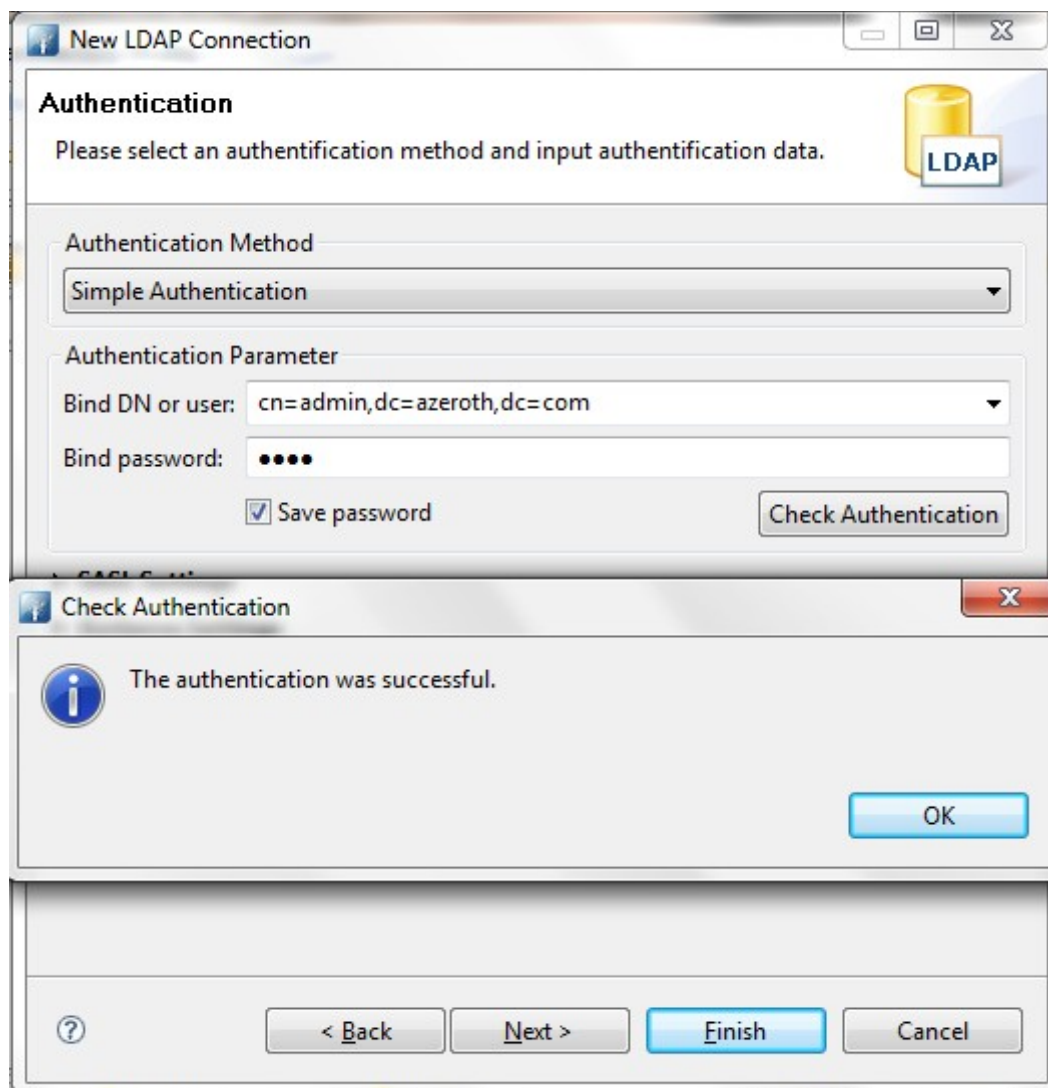 New LDAP Connection
Authentication
Please select an authentification method and input authentification data.
LDAP
Authentication Method
Simple Authentication
Authentication Parameter
Bind DN or user: cn=admin,dc=azeroth,dc=com
Bind password: ••••
Save password
Check Authentication
Check Authentication
The authentication was successful.
OK
< Back
Next >
Finish
Cancel